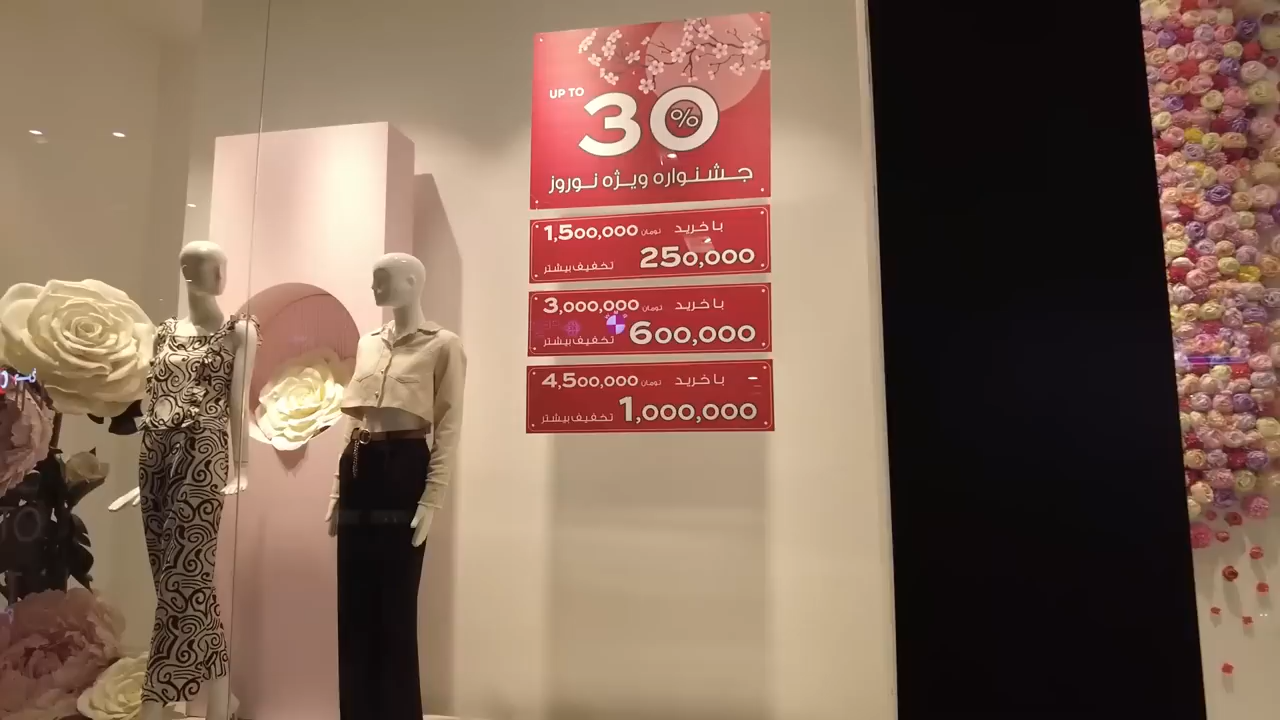 UP TO
30%
جشنواره ویژه نوروز
با خرید 1,500,000 تومان
250,000 تخفیف بیشتر
با خرید 3,000,000 تومان
600,000 تخفیف بیشتر
با خرید 4,500,000 تومان
1,000,000 تخفیف بیشتر